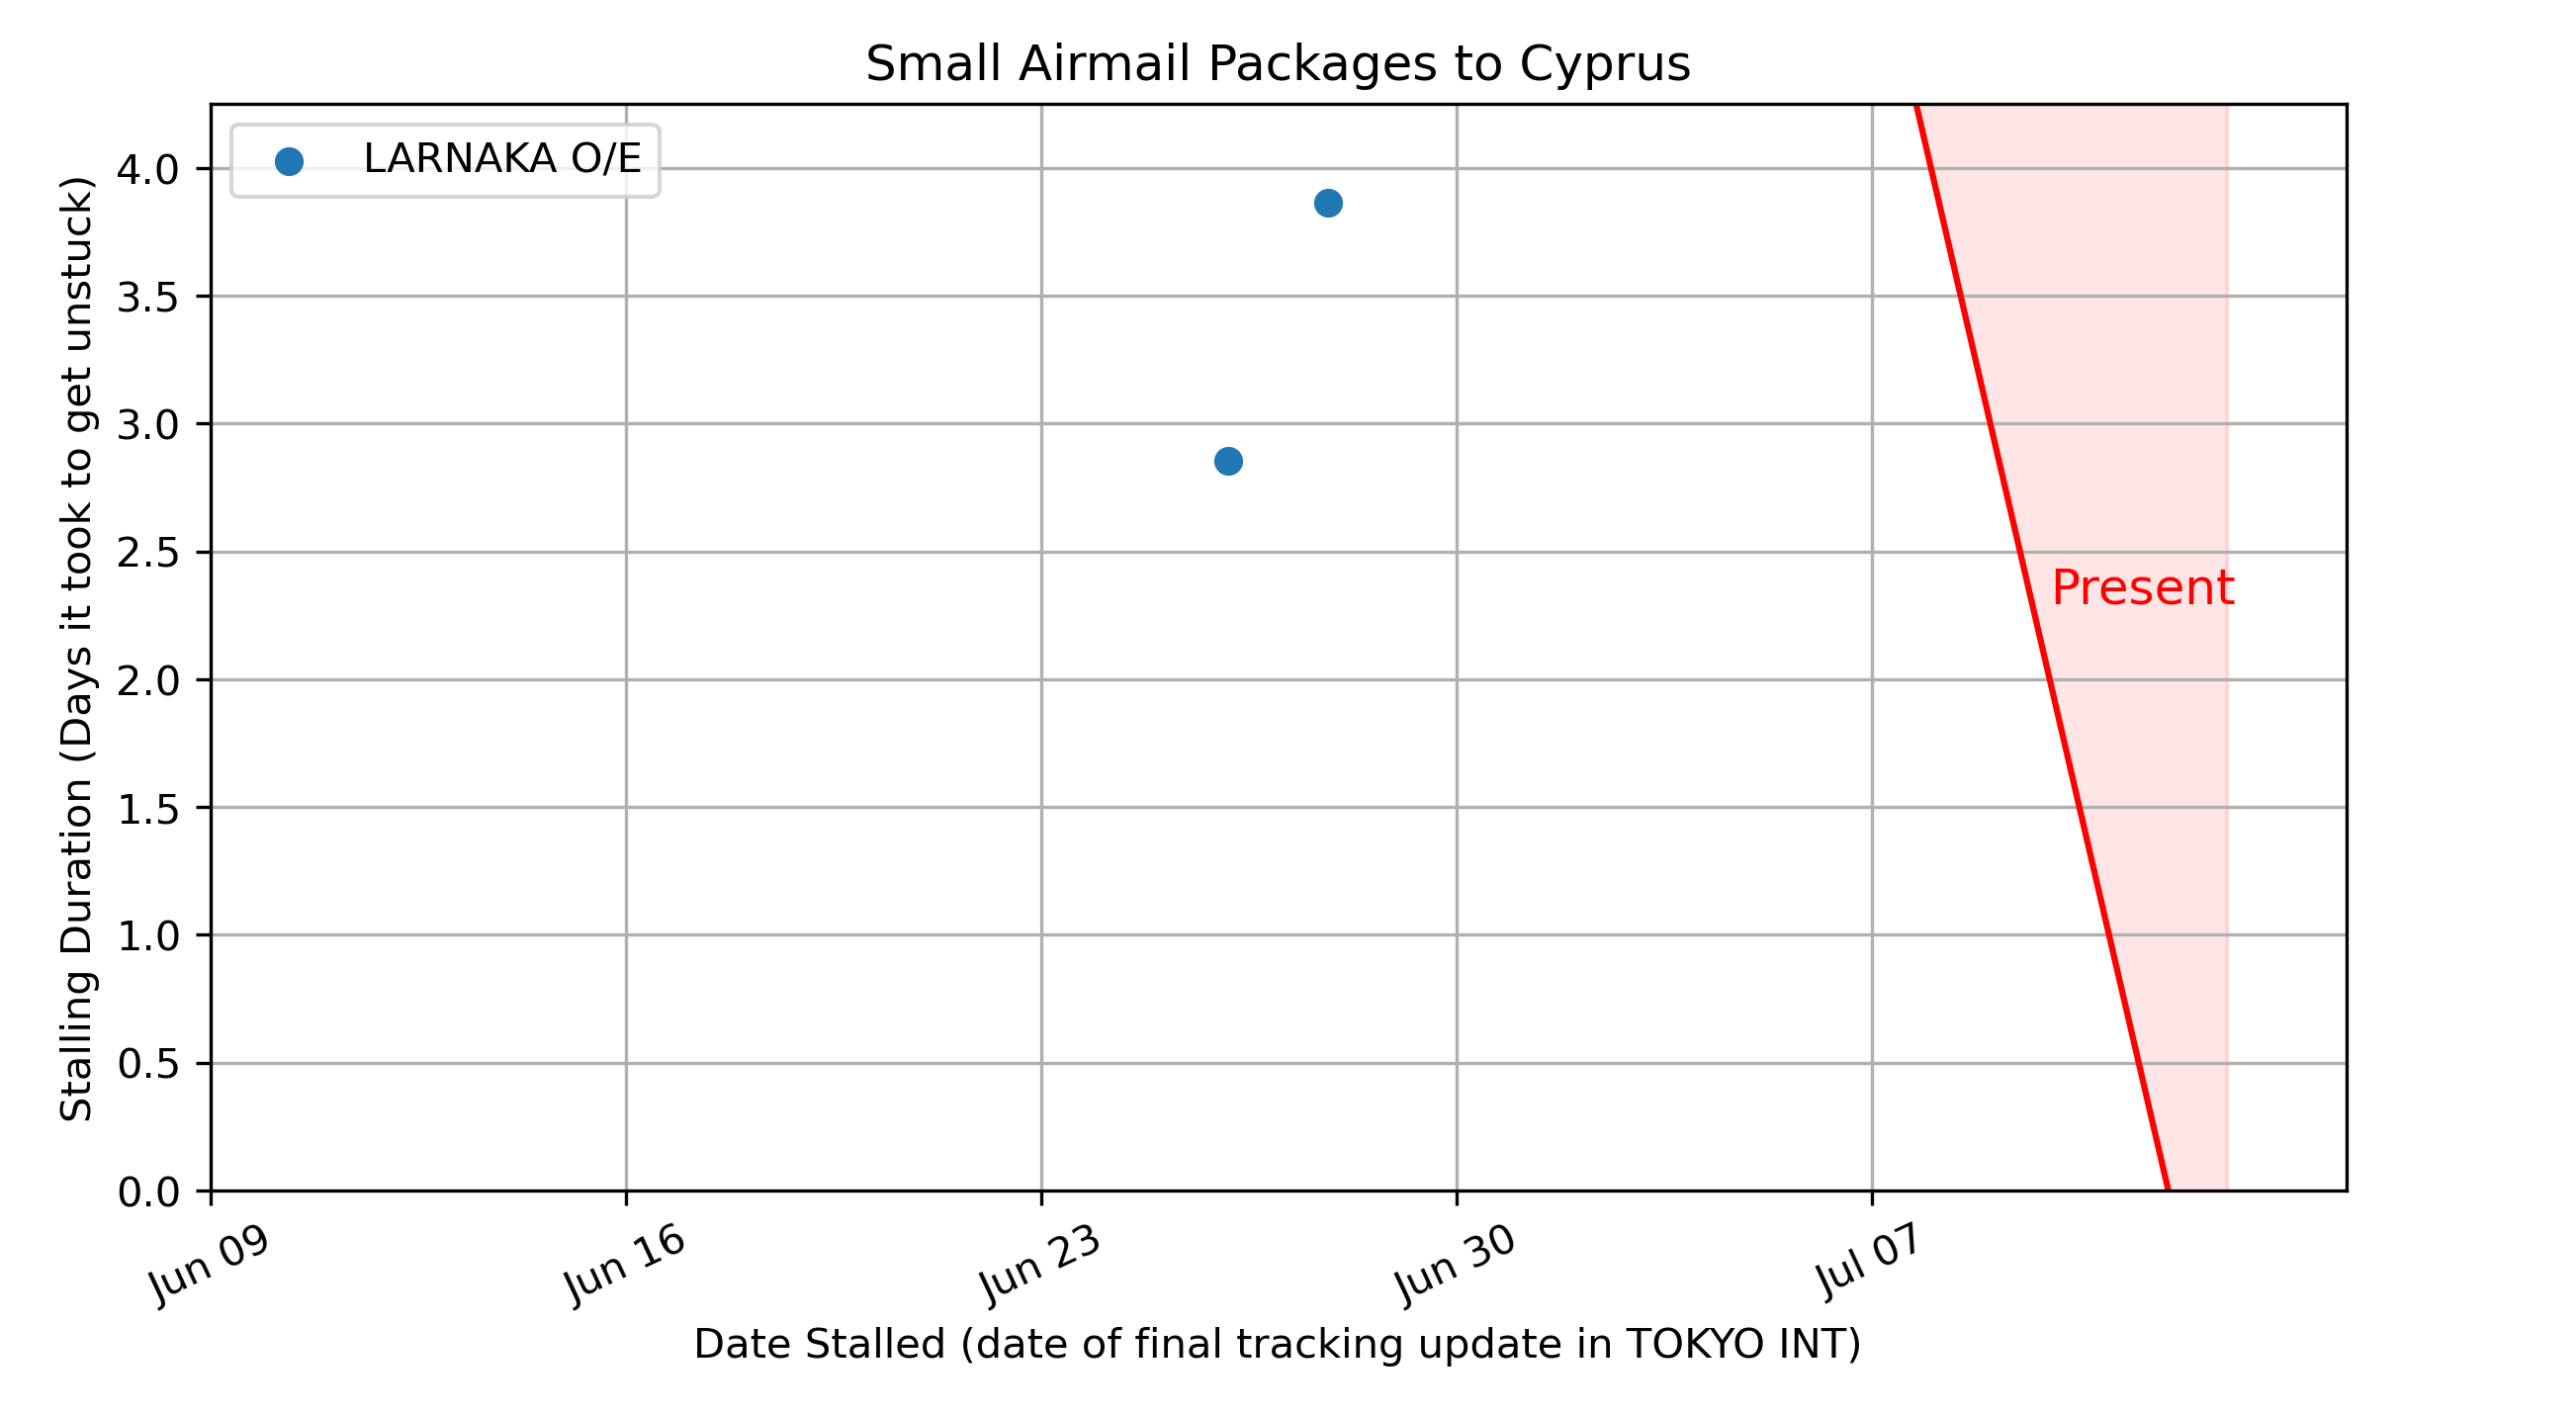 Small Airmail Packages to Cyprus
LARNAKA O/E
Stalling Duration (Days it took to get unstuck)
4.0
3.5
3.0
2.5
2.0
1.5
1.0
0.5
0.0
Present
Jun 09
Jun 16
Jun 23
Jun 30
Jul 07
Date Stalled (date of final tracking update in TOKYO INT)